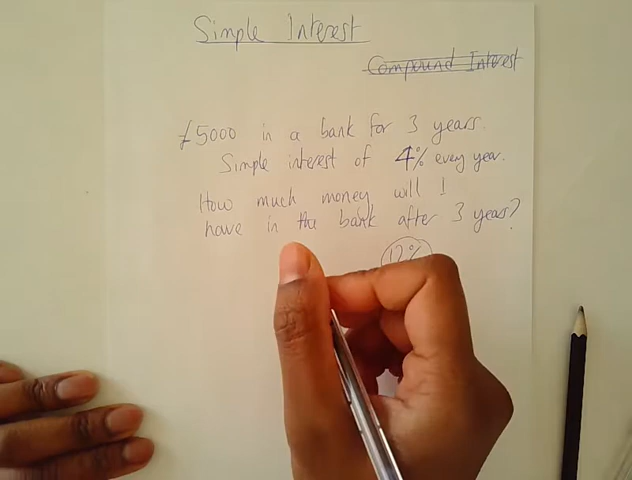 Simple Interest
Compound Interest
£5000 in a bank for 3 years.
Simple interest of 4% every year.
How much money will I
have in the bank after 3 years?
12%